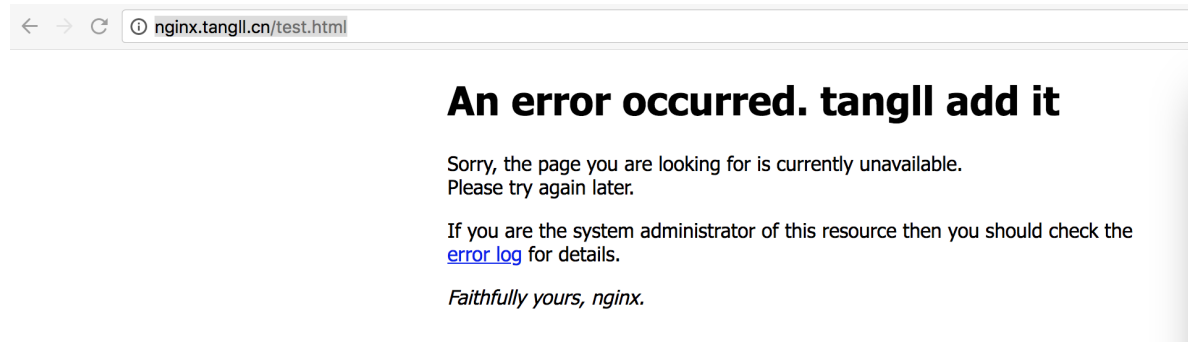 nginx.tangll.cn/test.html
An error occurred. tangll add it
Sorry, the page you are looking for is currently unavailable.
Please try again later.
If you are the system administrator of this resource then you should check the
error log for details.
Faithfully yours, nginx.